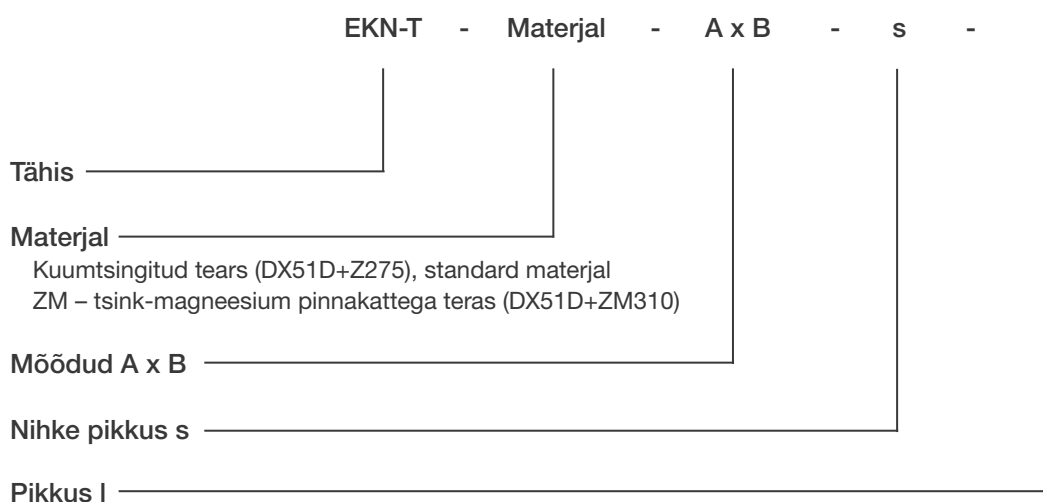 EKN-T - Materjal - A x B - s -
Tähis
Materjal
Kuumtsingitud tears (DX51D+Z275), standard materjal
ZM – tsink-magneesium pinnakattega teras (DX51D+ZM310)
Mõõdud A x B
Nihke pikkus s
Pikkus l